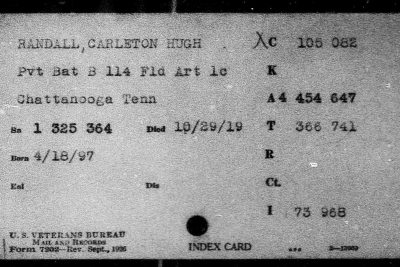 RANDALL, CARLETON HUGH X C 105 082
Pvt Bat B 114 Fld Art 1c K
Chattanooga Tenn A 4 454 647
Sn 1 325 364 Died 10/29/19 T 366 741
Born 4/18/97 R
Enl Dis Ct.
I 73 968
U. S. VETERANS BUREAU
MAIL AND RECORDS
Form 7202—Rev. Sept., 1926 INDEX CARD